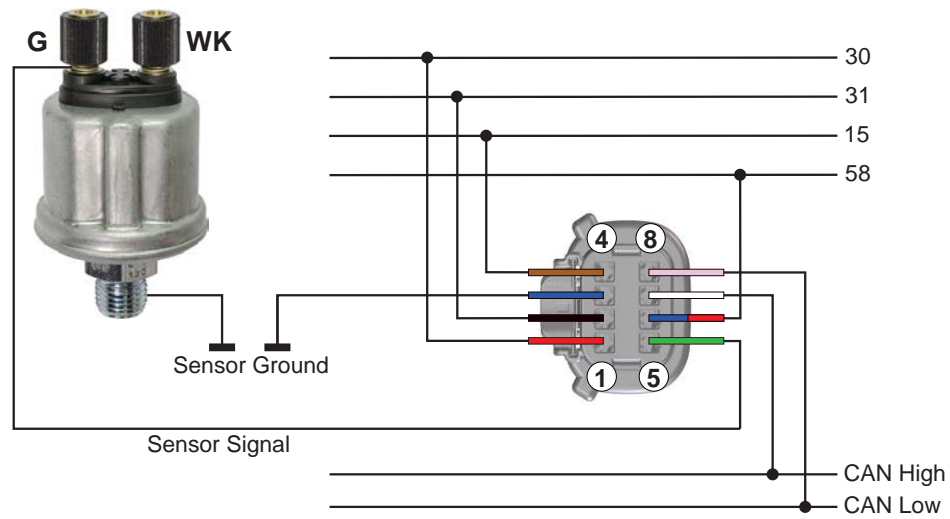 G WK
30
31
15
58
4 8
Sensor Ground
1 5
Sensor Signal
CAN High
CAN Low